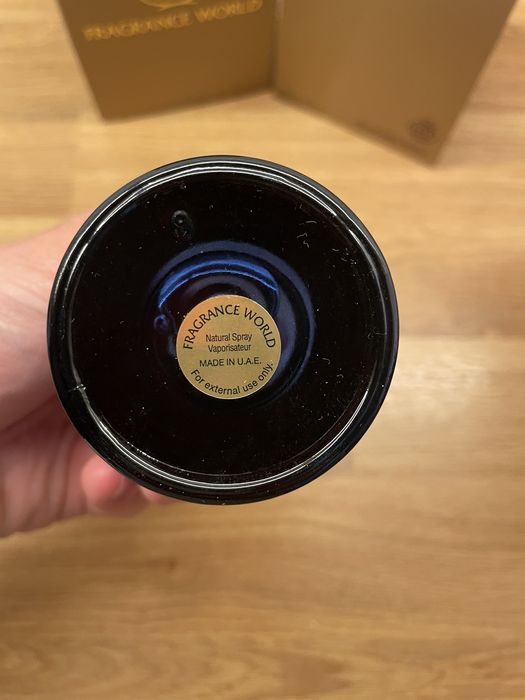 FRAGRANCE WORLD
FRAGRANCE WORLD
Natural Spray
Vaporisateur
MADE IN U.A.E.
For external use only.